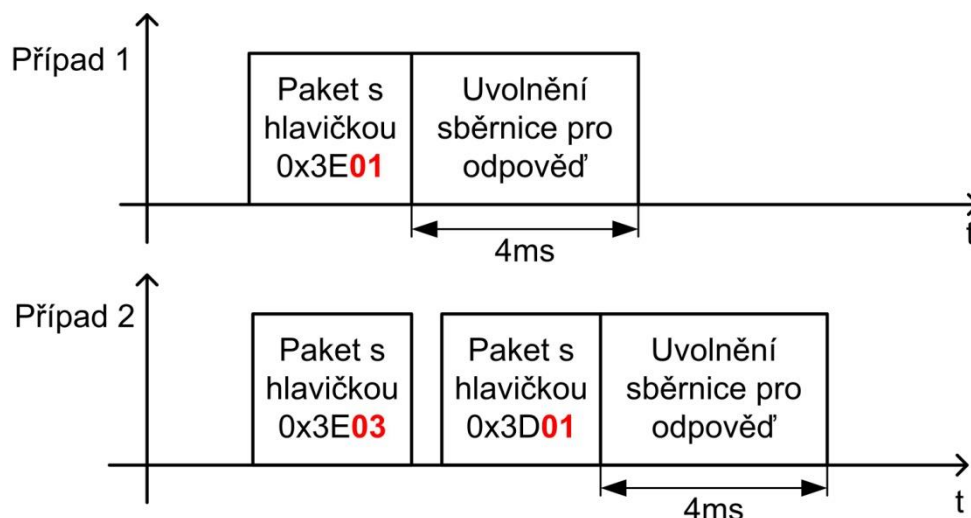 Případ 1
Paket s
hlavičkou
0x3E01
Uvolnění
sběrnice pro
odpověď
4ms
t
Případ 2
Paket s
hlavičkou
0x3E03
Paket s
hlavičkou
0x3D01
Uvolnění
sběrnice pro
odpověď
4ms
t